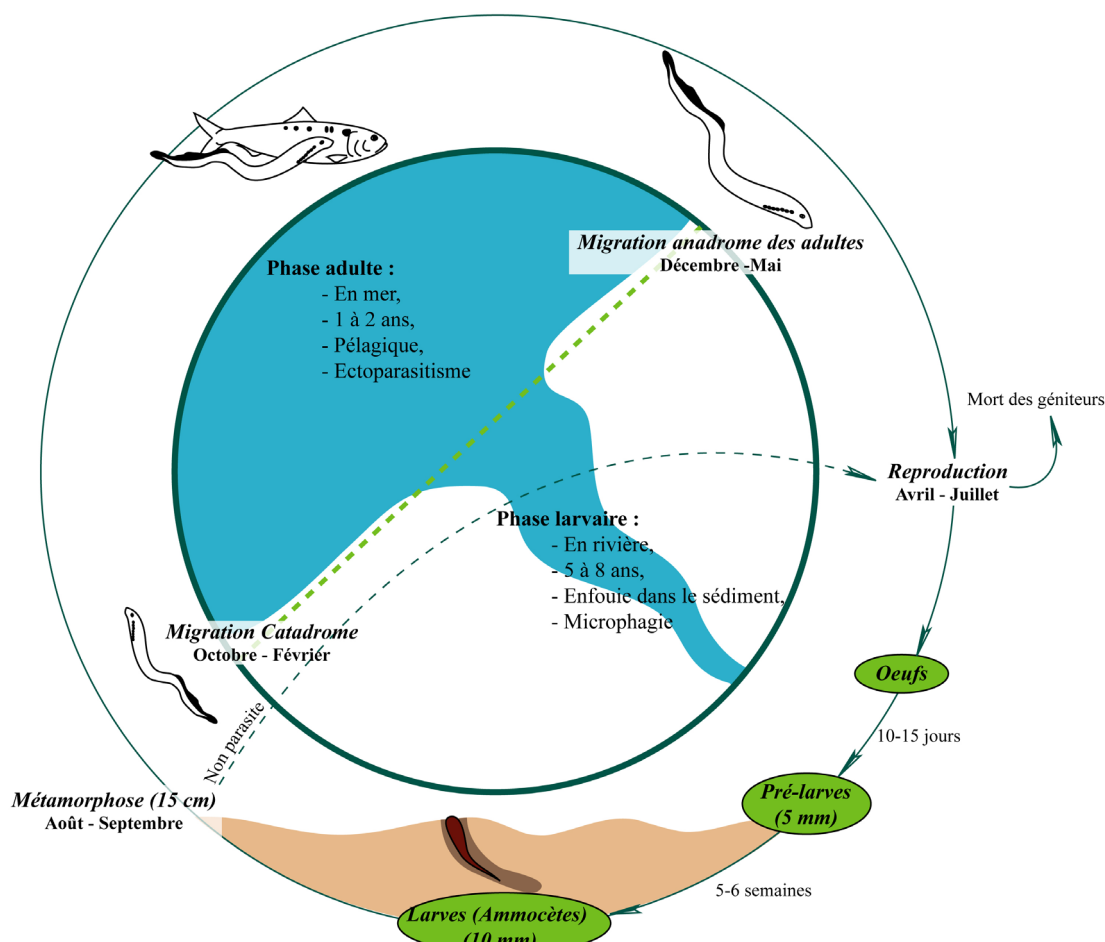 Migration anadrome des adultes
Décembre -Mai
Phase adulte :
- En mer,
- 1 à 2 ans,
- Pélagique,
- Ectoparasitisme
Mort des géniteurs
Reproduction
Avril - Juillet
Phase larvaire :
- En rivière,
- 5 à 8 ans,
- Enfouie dans le sédiment,
- Microphagie
Migration Catadrome
Octobre - Février
Oeufs
10-15 jours
Non parasite
Pré-larves
(5 mm)
Métamorphose (15 cm)
Août - Septembre
5-6 semaines
Larves (Ammocètes)
(10 mm)